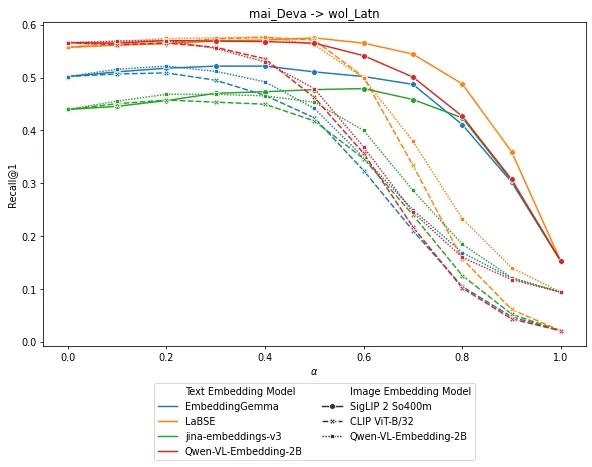 mai_Deva -> wol_Latn
Recall@1
0.6
0.5
0.4
0.3
0.2
0.1
0.0
0.0 0.2 0.4 0.6 0.8 1.0
α
Text Embedding Model Image Embedding Model
EmbeddingGemma SigLIP 2 So400m
LaBSE CLIP ViT-B/32
jina-embeddings-v3 Qwen-VL-Embedding-2B
Qwen-VL-Embedding-2B